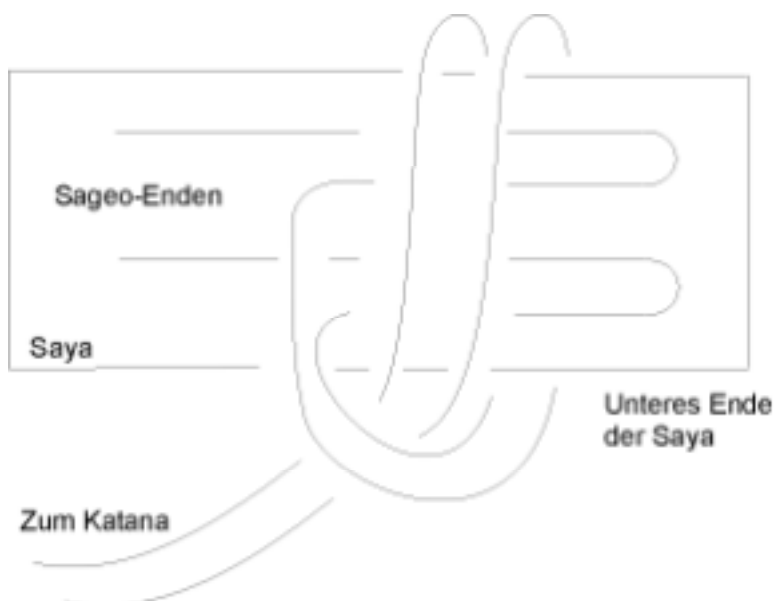 Sageo-Enden
Saya
Unteres Ende
der Saya
Zum Katana